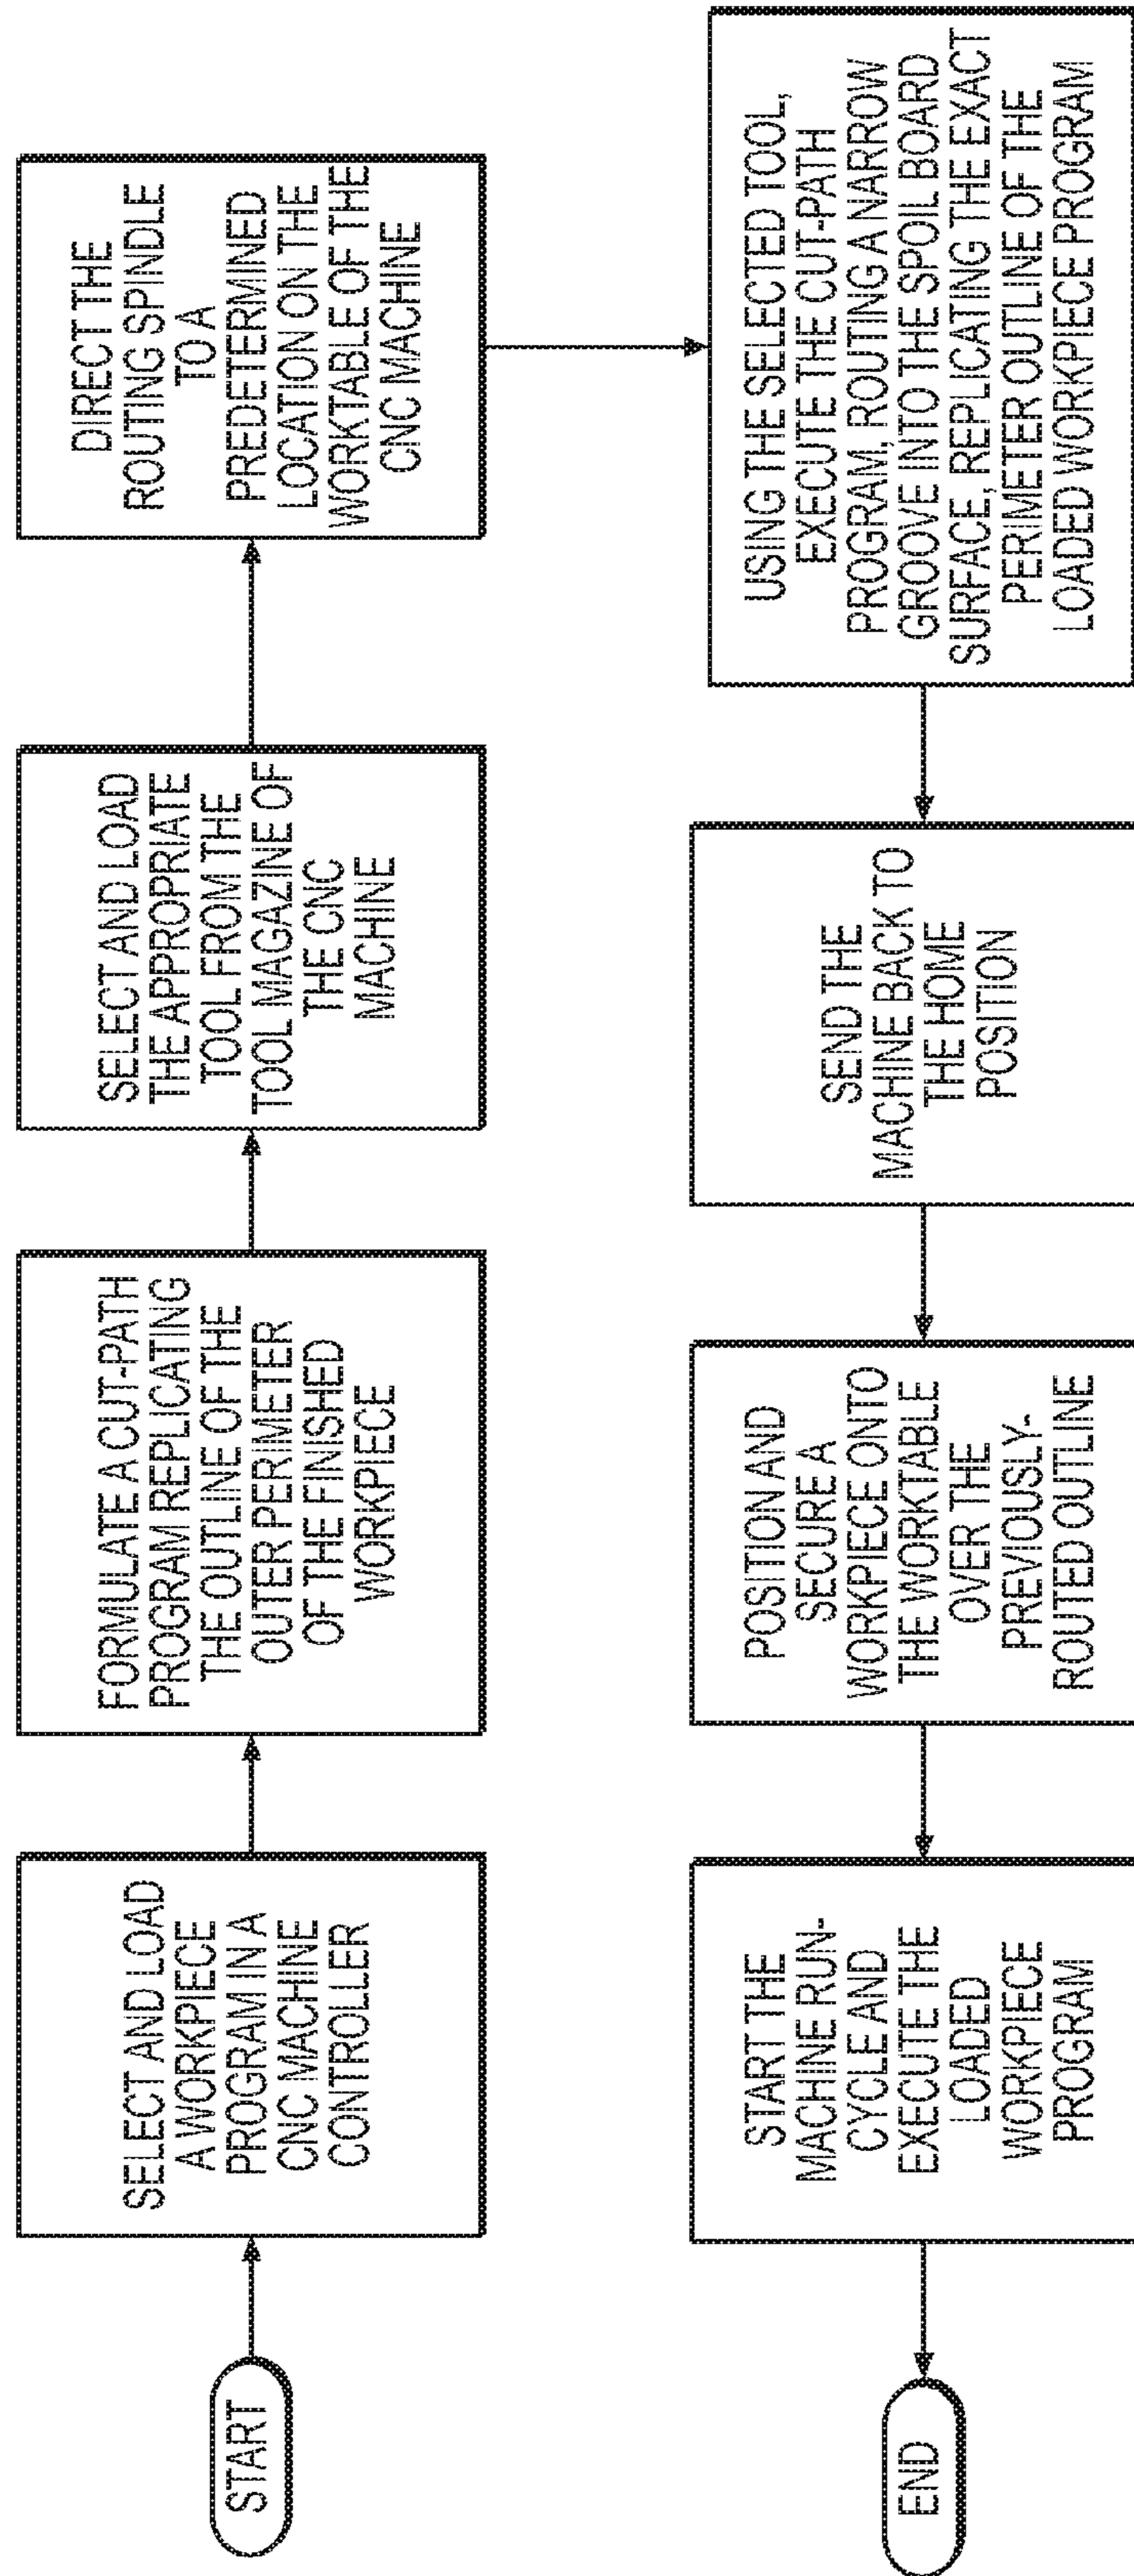 START
SELECT AND LOAD
A WORKPIECE
PROGRAM IN A
CNC MACHINE
CONTROLLER
FORMULATE A CUT-PATH
PROGRAM REPLICATING
THE OUTLINE OF THE
OUTER PERIMETER
OF THE FINISHED
WORKPIECE
SELECT AND LOAD
THE APPROPRIATE
TOOL FROM THE
TOOL MAGAZINE OF
THE CNC
MACHINE
DIRECT THE
ROUTING SPINDLE
TO A
PREDETERMINED
LOCATION ON THE
WORKTABLE OF THE
CNC MACHINE
USING THE SELECTED TOOL,
EXECUTE THE CUT-PATH
PROGRAM, ROUTING A NARROW
GROOVE INTO THE SPOIL BOARD
SURFACE, REPLICATING THE EXACT
PERIMETER OUTLINE OF THE
LOADED WORKPIECE PROGRAM
SEND THE
MACHINE BACK TO
THE HOME
POSITION
POSITION AND
SECURE A
WORKPIECE ONTO
THE WORKTABLE
OVER THE
PREVIOUSLY-
ROUTED OUTLINE
START THE
MACHINE RUN-
CYCLE AND
EXECUTE THE
LOADED
WORKPIECE
PROGRAM
END